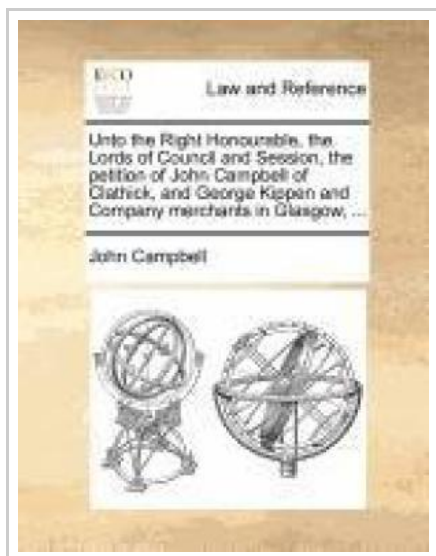 ECCO
Law and Reference
Unto the Right Honourable, the
Lords of Council and Session, the
petition of John Campbell of
Clathick, and George Kippen and
Company merchants in Glasgow, ...
John Campbell